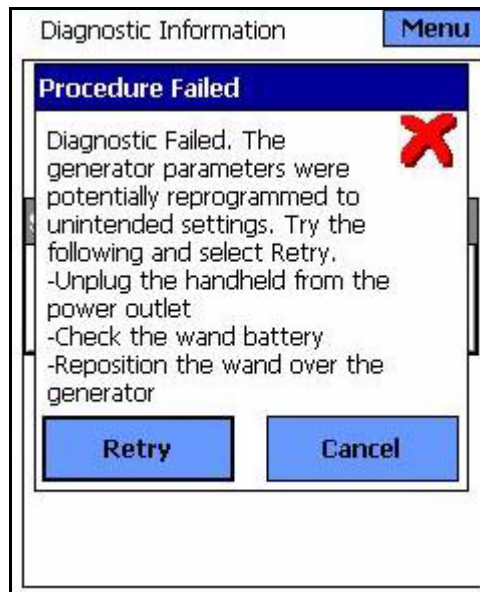 Diagnostic Information
Menu
Procedure Failed
Diagnostic Failed. The
generator parameters were
potentially reprogrammed to
unintended settings. Try the
following and select Retry.
-Unplug the handheld from the
power outlet
-Check the wand battery
-Reposition the wand over the
generator
Retry
Cancel